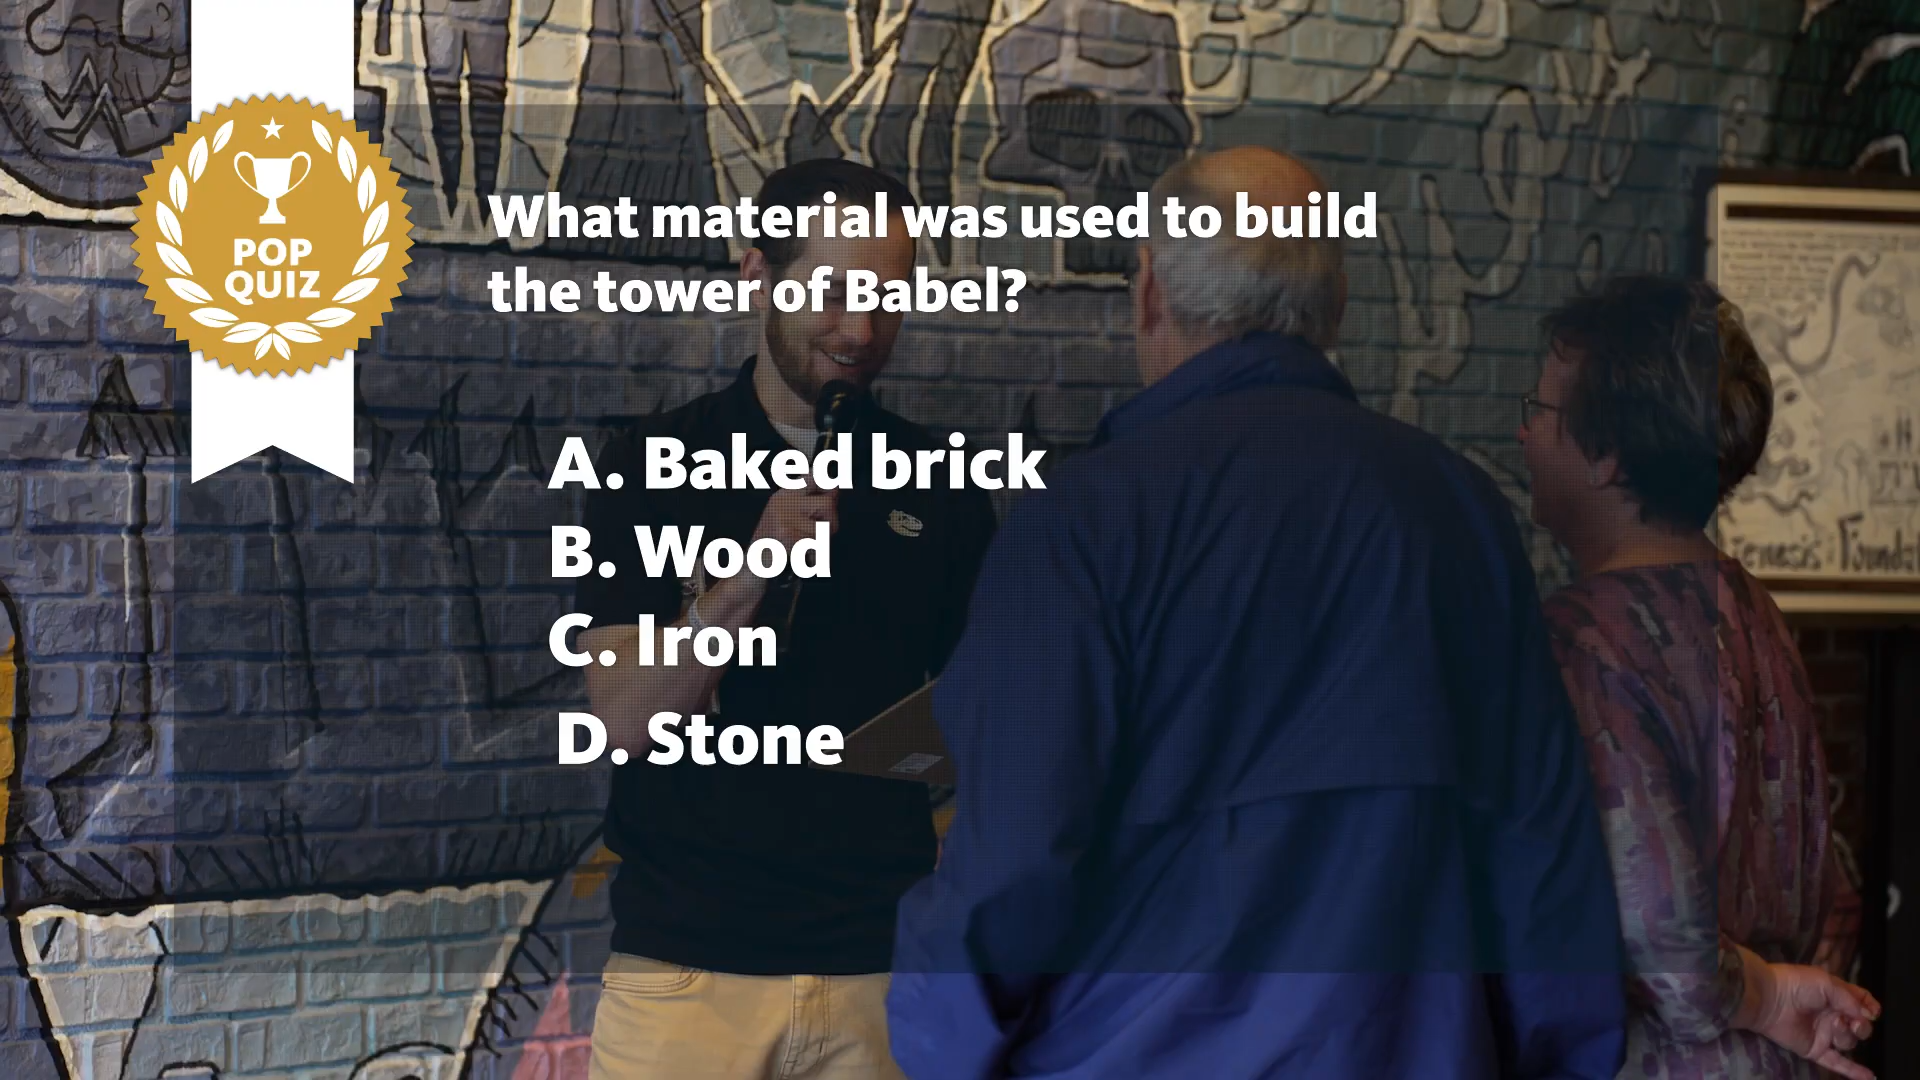 POP
QUIZ
What material was used to build
the tower of Babel?
A. Baked brick
B. Wood
C. Iron
D. Stone